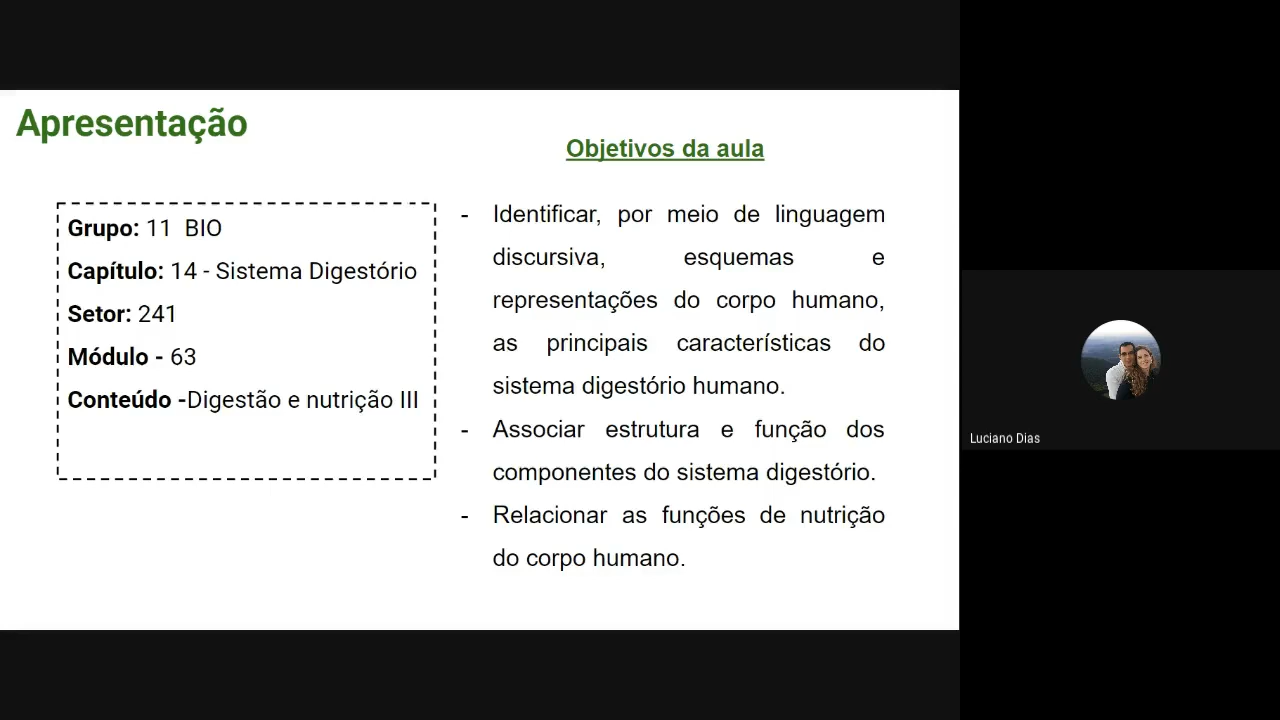 Apresentação
Objetivos da aula
Grupo: 11 BIO
Capítulo: 14 - Sistema Digestório
Setor: 241
Módulo - 63
Conteúdo -Digestão e nutrição III
- Identificar, por meio de linguagem
discursiva, esquemas e
representações do corpo humano,
as principais características do
sistema digestório humano.
- Associar estrutura e função dos
componentes do sistema digestório.
- Relacionar as funções de nutrição
do corpo humano.
Luciano Dias